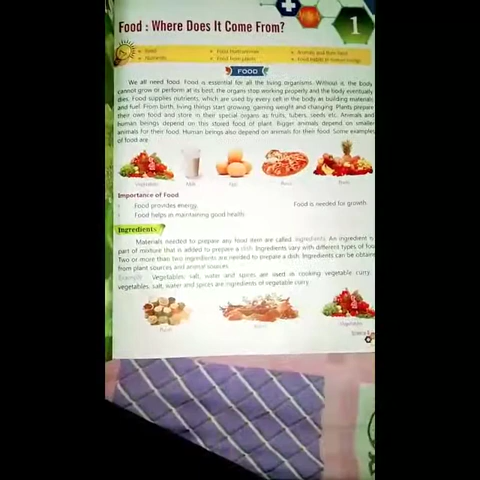 Food : Where Does It Come From?
1
Food
Nutrients
Food from plants
FOOD
We all need food. Food is essential for all the living organisms. Without it, the body
cannot grow or perform at its best, the organs stop working properly and the body eventually
dies. Food supplies nutrients, which are used by every cell in the body as building materials
and fuel. From birth, living things start growing, gaining weight and changing. Plants prepare
their own food and store in their special organs as fruits, tubers, seeds etc. Animals and
human beings depend on this stored food of plant. Bigger animals depend on smaller
animals for their food. Human beings also depend on animals for their food. Some examples
of food are:
Vegetables Milk Fruits
Importance of Food
Food provides energy. Food is needed for growth.
Food helps in maintaining good health.
Ingredients
Materials needed to prepare any food item are called ingredients. An ingredient is
part of mixture that is added to prepare a dish. Ingredients vary with different types of foo
Two or more than two ingredients are needed to prepare a dish. Ingredients can be obtaine
from plant sources and animal sources.
Example: Vegetables, salt, water and spices are used in cooking vegetable curry.
vegetables, salt, water and spices are ingredients of vegetable curry.
Vegetables